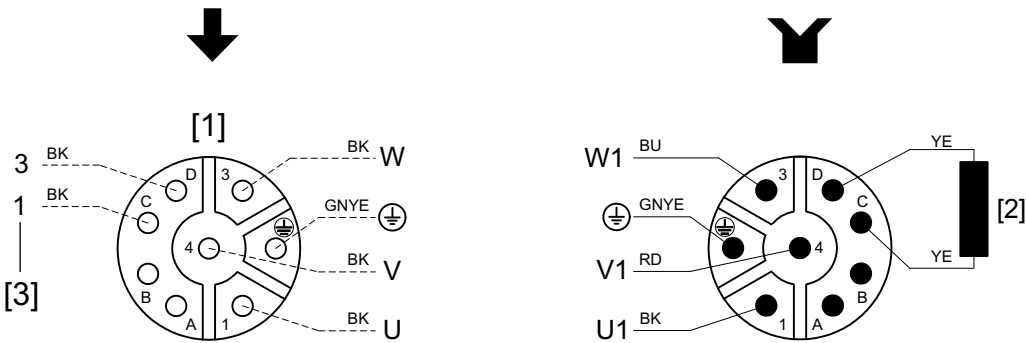 [1]
3 BK
BK W
D 3
1 BK
C
GNYE
4
BK V
[3]
B
A 1
BK U
W1 BU
YE
3 D
C
GNYE
[2]
4
V1 RD
YE
B
U1 BK
1 A